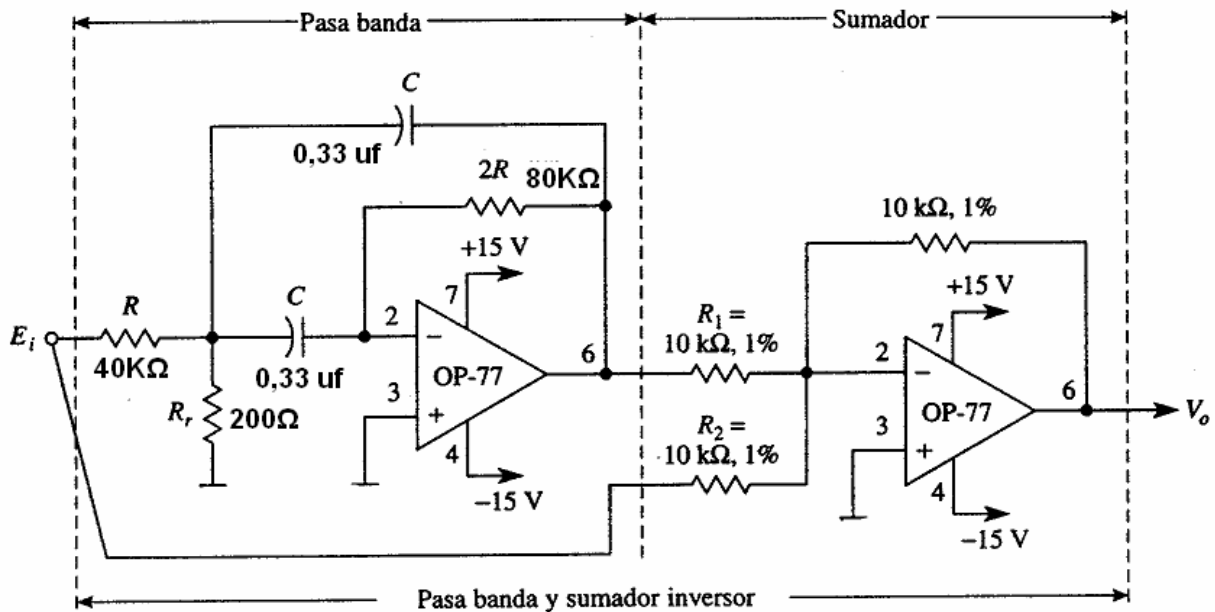 Pasa banda
Sumador
C
0,33 uf
2R
80KΩ
+15 V
7
R
40KΩ
E_i
C
0,33 uf
2
−
6
OP-77
3
+
4
−15 V
R_r
200Ω
R_1 =
10 kΩ, 1%
R_2 =
10 kΩ, 1%
10 kΩ, 1%
+15 V
7
2
−
6
OP-77
3
+
4
−15 V
V_o
Pasa banda y sumador inversor